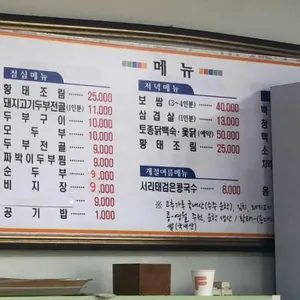 메뉴
점심메뉴
황태조림 25,000
돼지고기두부전골(1인분) 11,000
두부구이 10,000
모두부 10,000
두부전골 9,000
파박이두부찜 9,000
순두부 9,000
비지장 9,000
공기밥 1,000
저녁메뉴
보쌈(3~4인분) 40,000
삼겹살(1인분) 13,000
토종닭백숙·옻닭(예약) 50,000
황태조림 25,000
계절여름메뉴
서리태검은콩국수 8,000